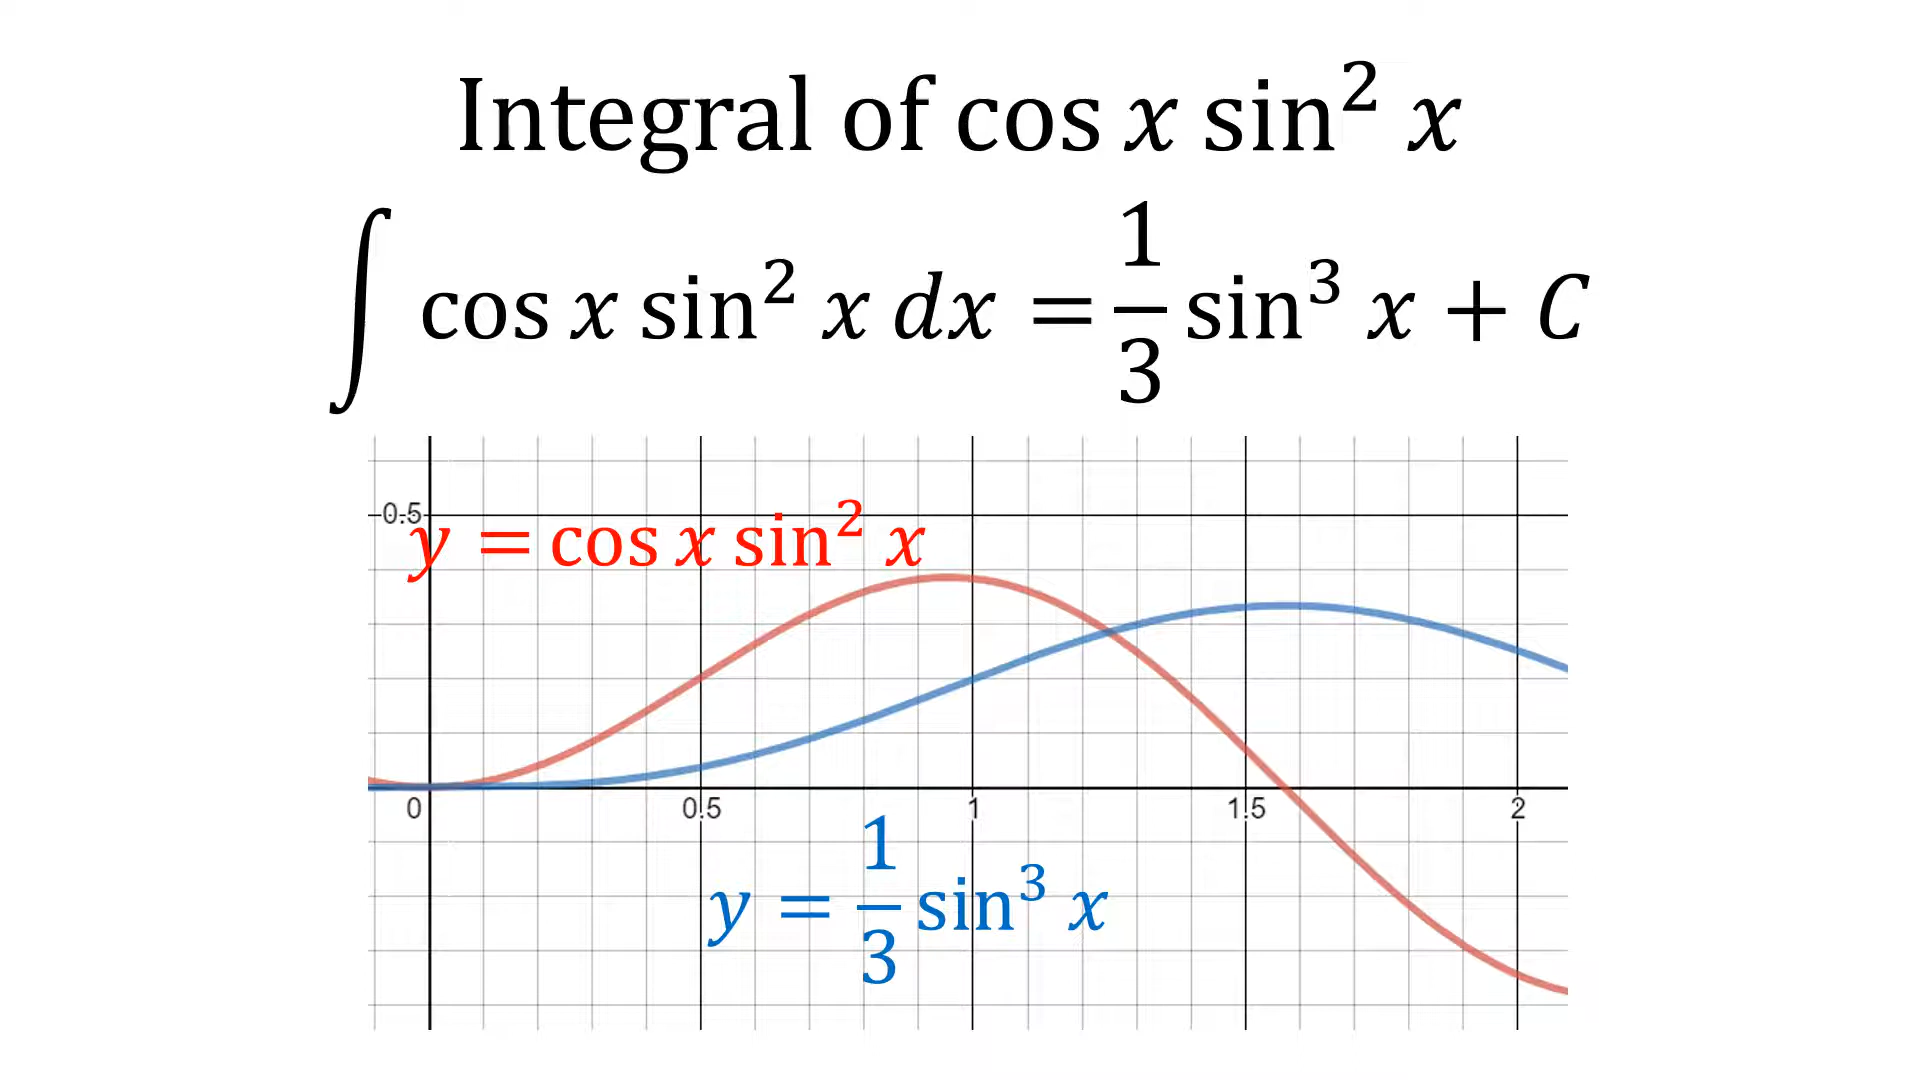 Integral of cos x sin² x
∫ cos x sin² x dx = 1/3 sin³ x + C
0.5
y = cos x sin² x
0 0.5 1 1.5 2
y = 1/3 sin³ x